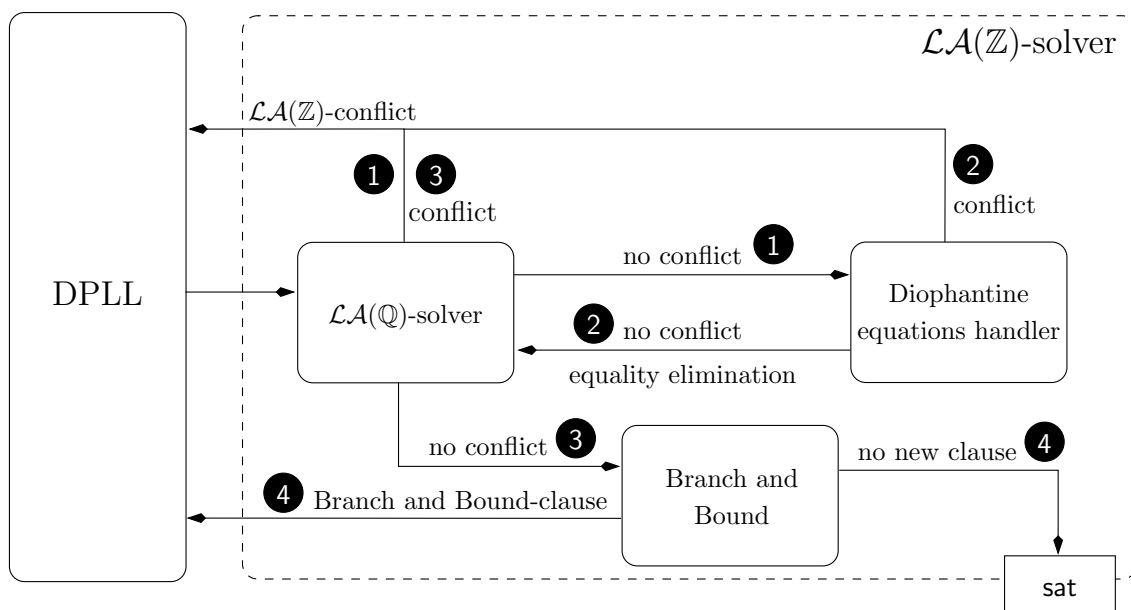 ℒ𝒜(ℤ)-solver
ℒ𝒜(ℤ)-conflict
1 3 2
conflict
conflict
no conflict 1
DPLL
ℒ𝒜(ℚ)-solver
Diophantine
equations handler
2 no conflict
equality elimination
no conflict 3
no new clause 4
Branch and
Bound
4 Branch and Bound-clause
sat